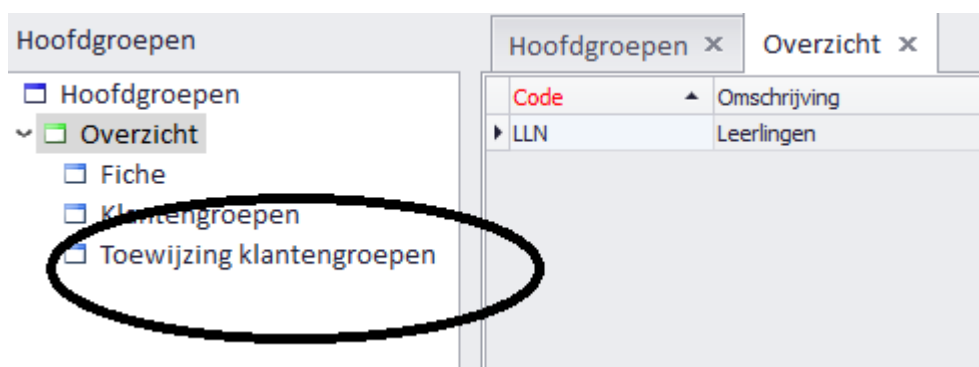 Hoofdgroepen
Hoofdgroepen
Overzicht
Fiche
Klantengroepen
Toewijzing klantengroepen
Hoofdgroepen × Overzicht ×
Code Omschrijving
LLN Leerlingen